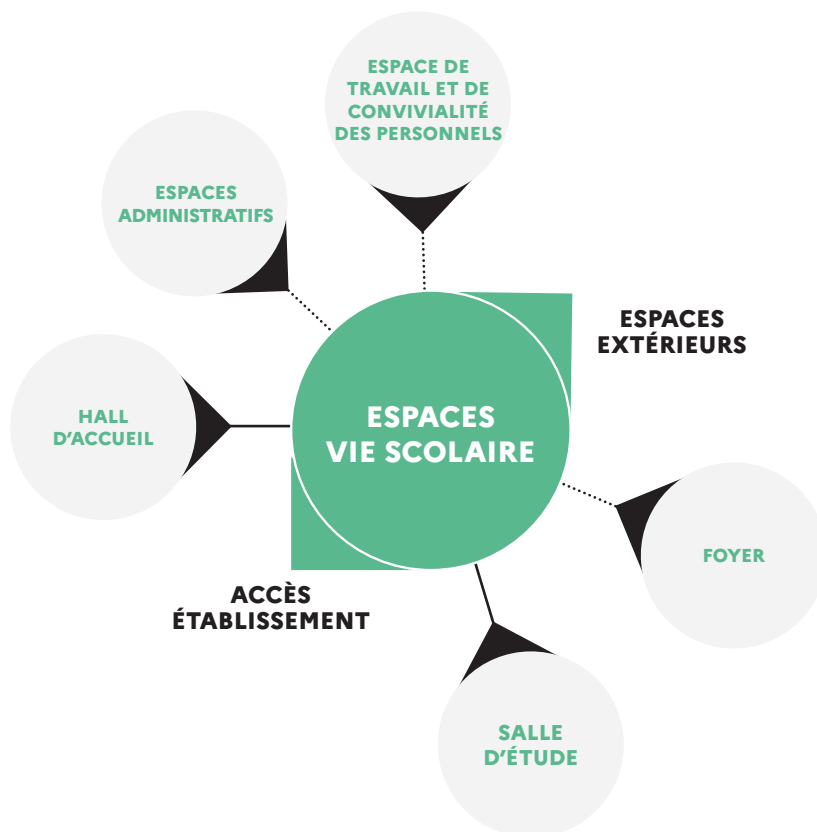 ESPACE DE
TRAVAIL ET DE
CONVIVIALITÉ
DES PERSONNELS
ESPACES
ADMINISTRATIFS
ESPACES
EXTÉRIEURS
HALL
D’ACCUEIL
ESPACES
VIE SCOLAIRE
FOYER
ACCÈS
ÉTABLISSEMENT
SALLE
D’ÉTUDE